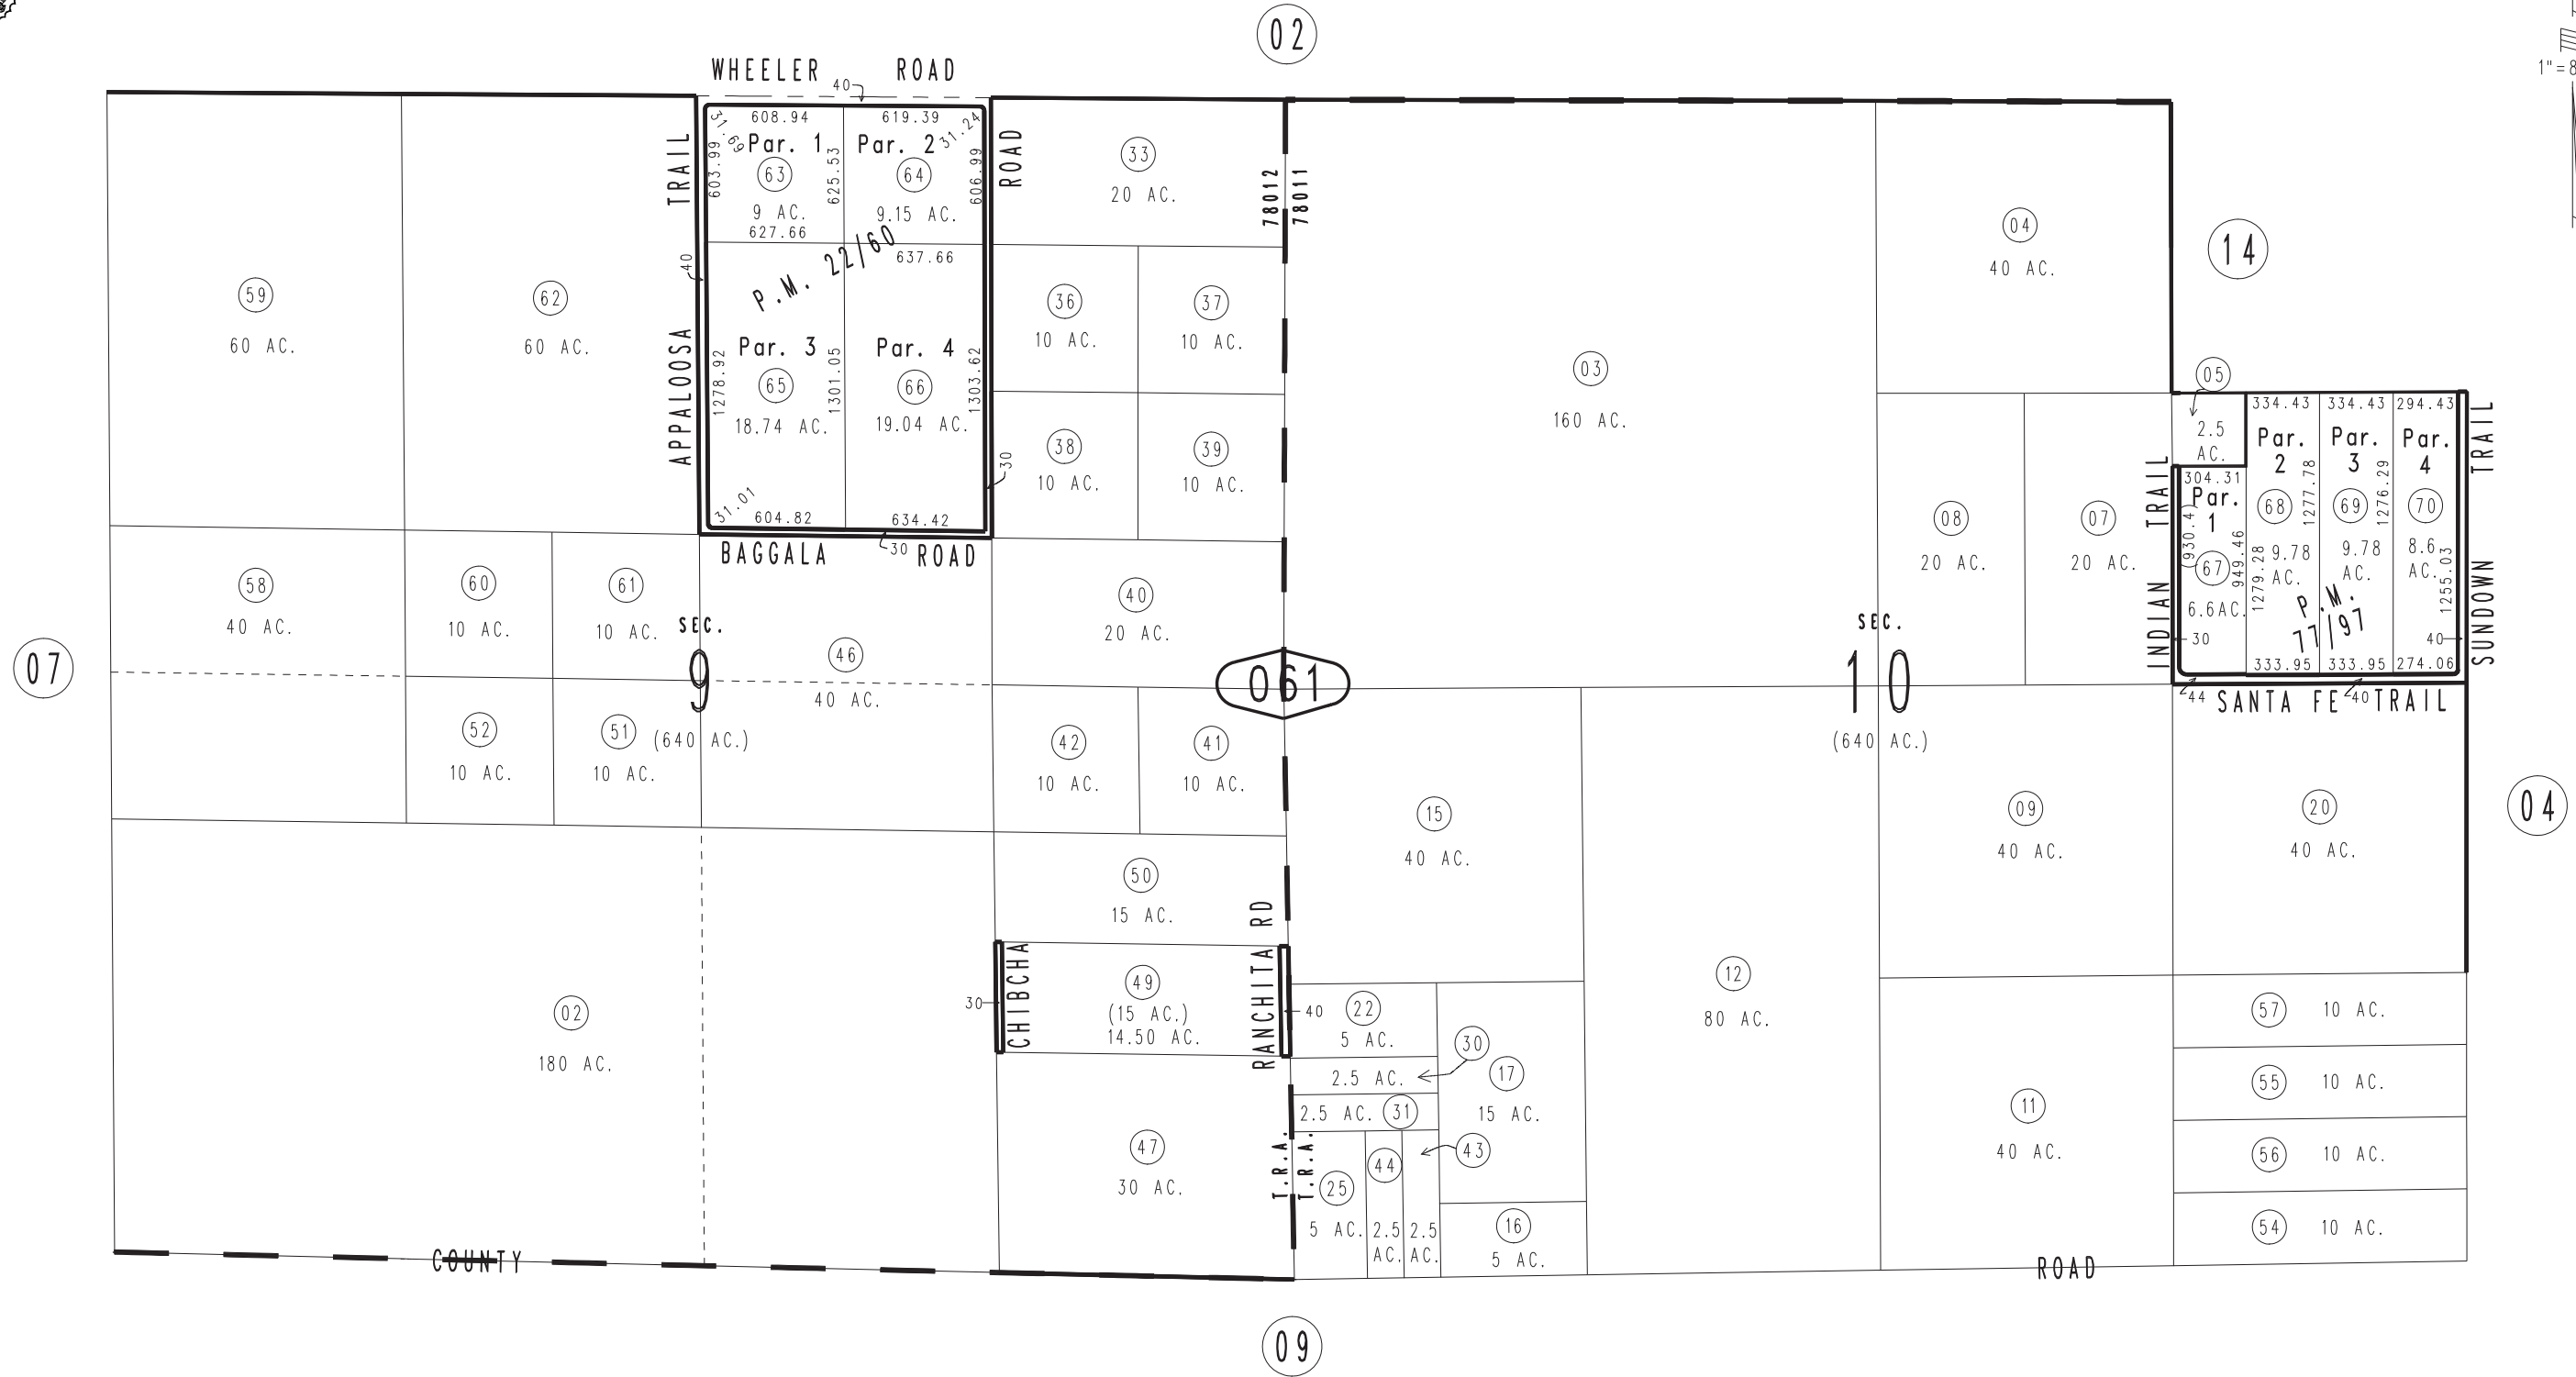 02
1"=8
WHEELER ROAD
40
TRAIL
APPALOOSA
40
608.94
619.39
31.69
31.24
Par. 1
Par. 2
603.99
625.53
606.99
63
64
9 AC.
9.15 AC.
627.66
637.66
P.M. 22/60
Par. 3
Par. 4
1278.92
1301.05
1303.62
65
66
18.74 AC.
19.04 AC.
31.01
604.82
634.42
30
BAGGALA ROAD
30
ROAD
59
60 AC.
62
60 AC.
33
20 AC.
78012
78011
36
10 AC.
37
10 AC.
38
10 AC.
39
10 AC.
03
160 AC.
04
40 AC.
14
05
2.5
AC.
08
20 AC.
07
20 AC.
INDIAN TRAIL
334.43
334.43
294.43
Par.
2
Par.
3
Par.
4
304.31
Par.
1
930.4
949.46
67
6.6AC.
1277.78
1276.29
68
69
70
9.78
AC.
9.78
AC.
8.6
AC.
1279.28
1255.03
P.M.
77/97
30
40
333.95
333.95
274.06
44
40
SANTA FE TRAIL
SUNDOWN TRAIL
58
40 AC.
60
10 AC.
61
10 AC.
SEC.
9
(640 AC.)
46
40 AC.
40
20 AC.
061
SEC.
10
(640 AC.)
07
52
10 AC.
51
10 AC.
42
10 AC.
41
10 AC.
15
40 AC.
09
40 AC.
20
40 AC.
04
50
15 AC.
02
180 AC.
30
CHIBCHA
49
(15 AC.)
14.50 AC.
RANCHITA RD
40
22
5 AC.
30
2.5 AC.
17
15 AC.
2.5 AC.
31
12
80 AC.
57
10 AC.
55
10 AC.
11
40 AC.
56
10 AC.
54
10 AC.
47
30 AC.
T.R.A.
T.R.A.
43
44
25
5 AC.
2.5
AC.
2.5
AC.
16
5 AC.
COUNTY ROAD
09